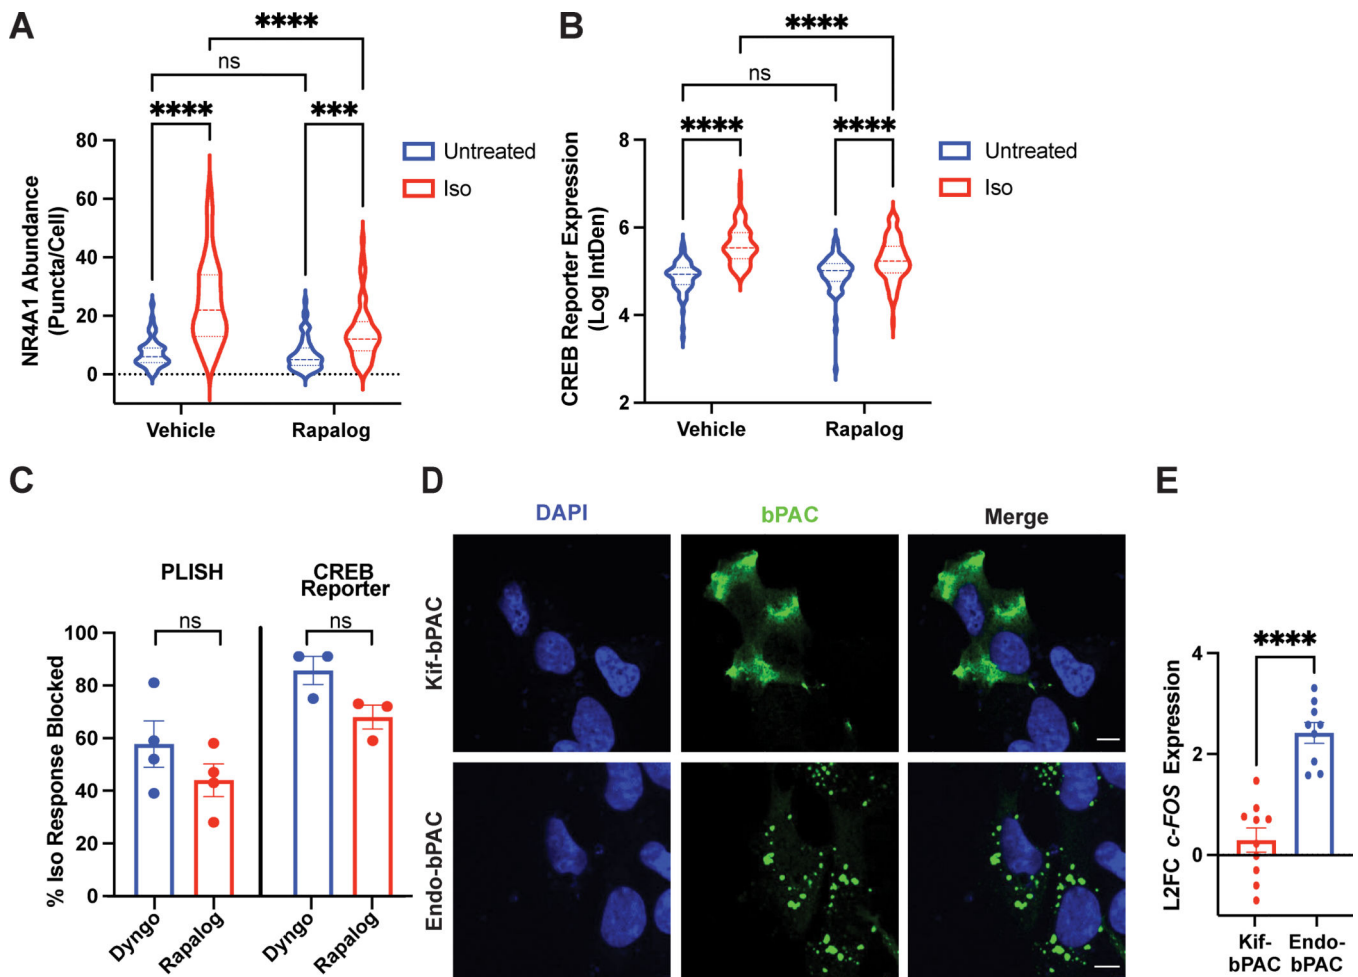 A
****
ns
****
***
NR4A1 Abundance
(Puncta/Cell)
80
60
40
20
0
Vehicle
Rapalog
Untreated
Iso
B
****
ns
****
****
CREB Reporter Expression
(Log IntDen)
8
6
4
2
Vehicle
Rapalog
Untreated
Iso
C
PLISH
CREB
Reporter
ns
ns
% Iso Response Blocked
100
80
60
40
20
0
Dyngo
Rapalog
Dyngo
Rapalog
D
DAPI
bPAC
Merge
Kif-bPAC
Endo-bPAC
E
****
L2FC c-FOS Expression
4
2
0
Kif-
bPAC
Endo-
bPAC